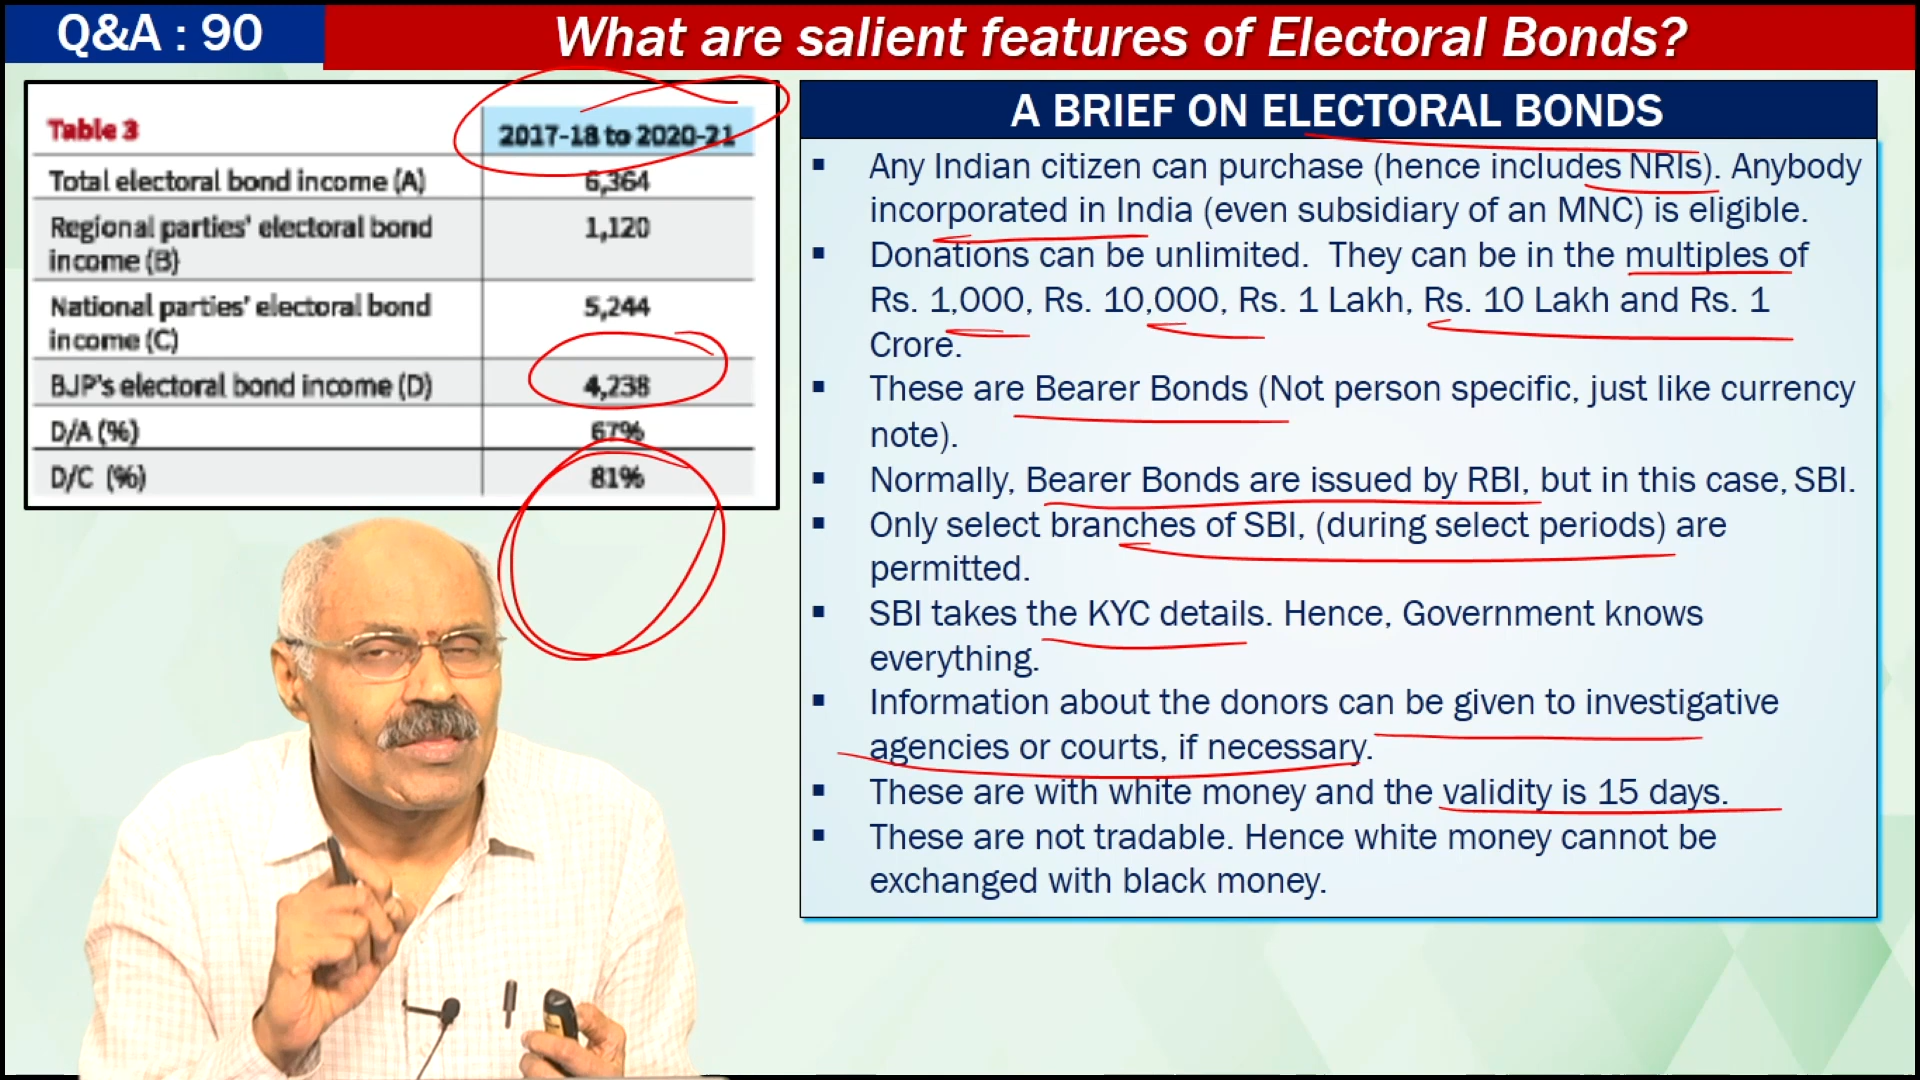 Q&A : 90
What are salient features of Electoral Bonds?
Table 3
2017-18 to 2020-21
Total electoral bond income (A)
6,364
Regional parties' electoral bond
income (B)
1,120
National parties' electoral bond
income (C)
5,244
BJP's electoral bond income (D)
4,238
D/A (%)
67%
D/C (%)
81%
A BRIEF ON ELECTORAL BONDS
▪ Any Indian citizen can purchase (hence includes NRIs). Anybody
incorporated in India (even subsidiary of an MNC) is eligible.
▪ Donations can be unlimited. They can be in the multiples of
Rs. 1,000, Rs. 10,000, Rs. 1 Lakh, Rs. 10 Lakh and Rs. 1
Crore.
▪ These are Bearer Bonds (Not person specific, just like currency
note).
▪ Normally, Bearer Bonds are issued by RBI, but in this case, SBI.
▪ Only select branches of SBI, (during select periods) are
permitted.
▪ SBI takes the KYC details. Hence, Government knows
everything.
▪ Information about the donors can be given to investigative
agencies or courts, if necessary.
▪ These are with white money and the validity is 15 days.
▪ These are not tradable. Hence white money cannot be
exchanged with black money.